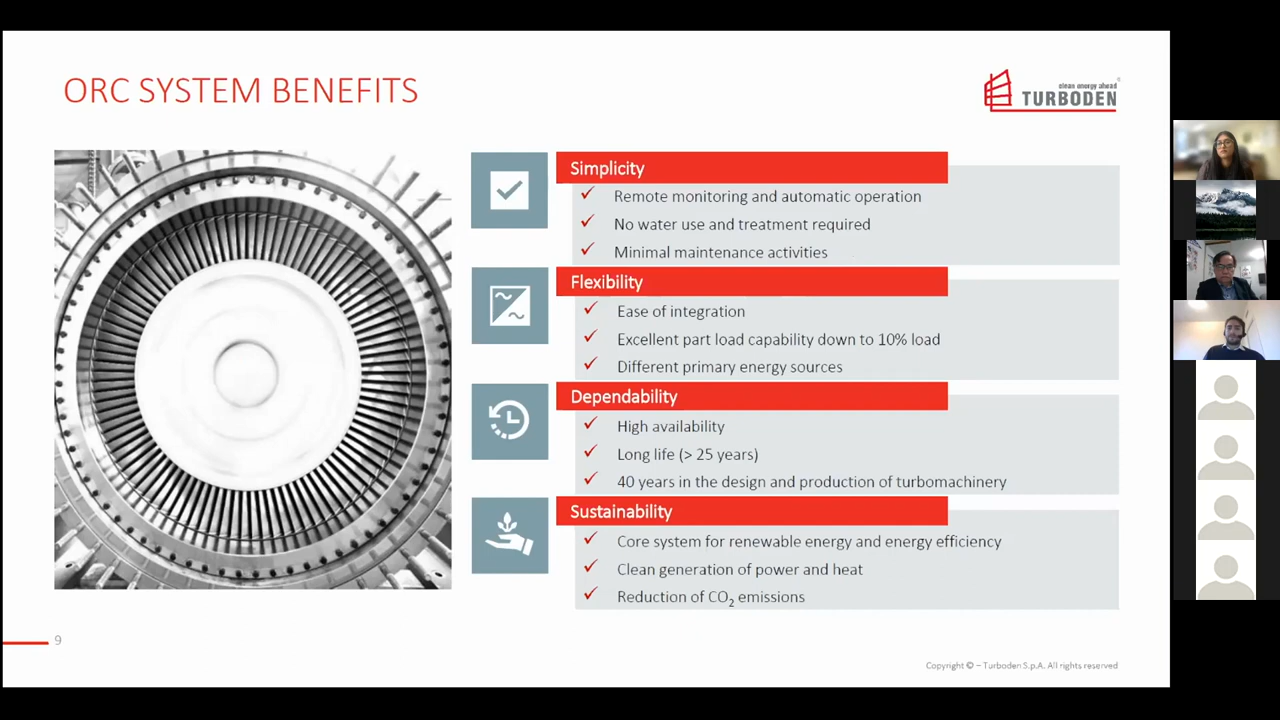 ORC SYSTEM BENEFITS
clean energy ahead
TURBODEN
Simplicity
Remote monitoring and automatic operation
No water use and treatment required
Minimal maintenance activities
Flexibility
Ease of integration
Excellent part load capability down to 10% load
Different primary energy sources
Dependability
High availability
Long life (> 25 years)
40 years in the design and production of turbomachinery
Sustainability
Core system for renewable energy and energy efficiency
Clean generation of power and heat
Reduction of CO₂ emissions
9
Copyright © – Turboden S.p.A. All rights reserved